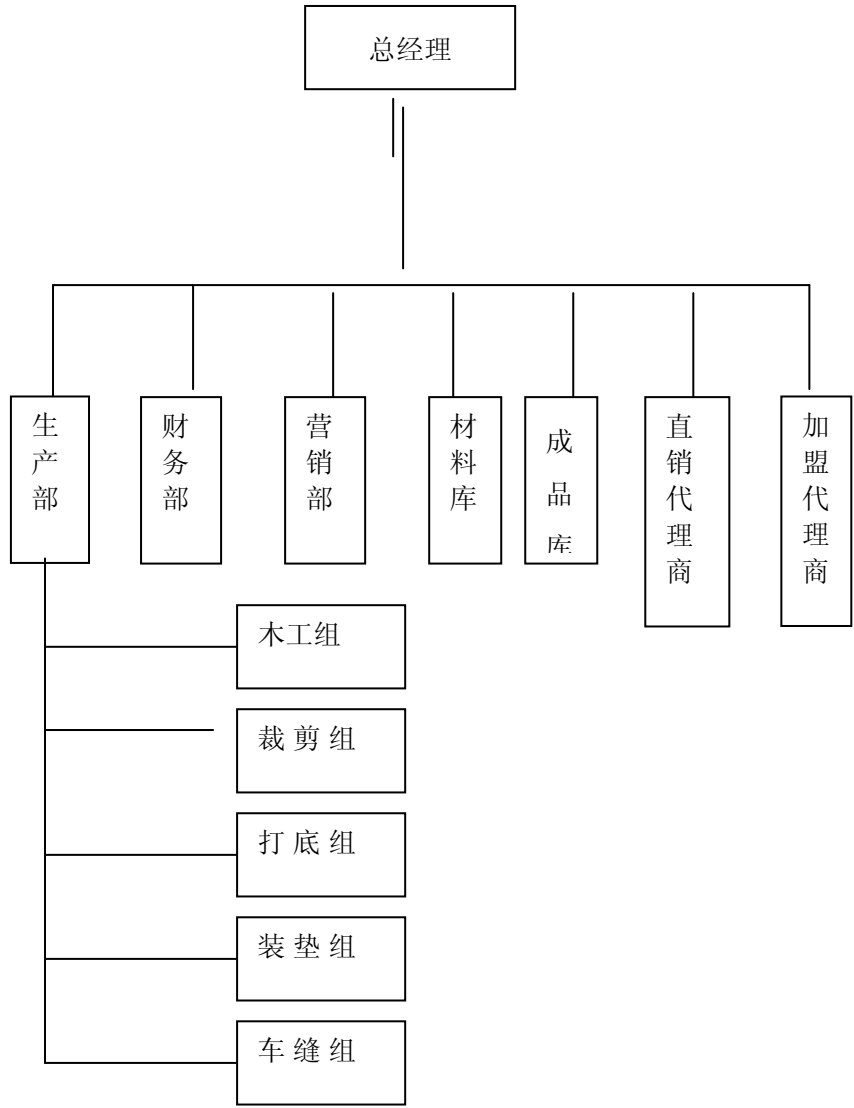 总经理
生产部
财务部
营销部
材料库
成品库
直销代理商
加盟代理商
木工组
裁剪组
打底组
装垫组
车缝组